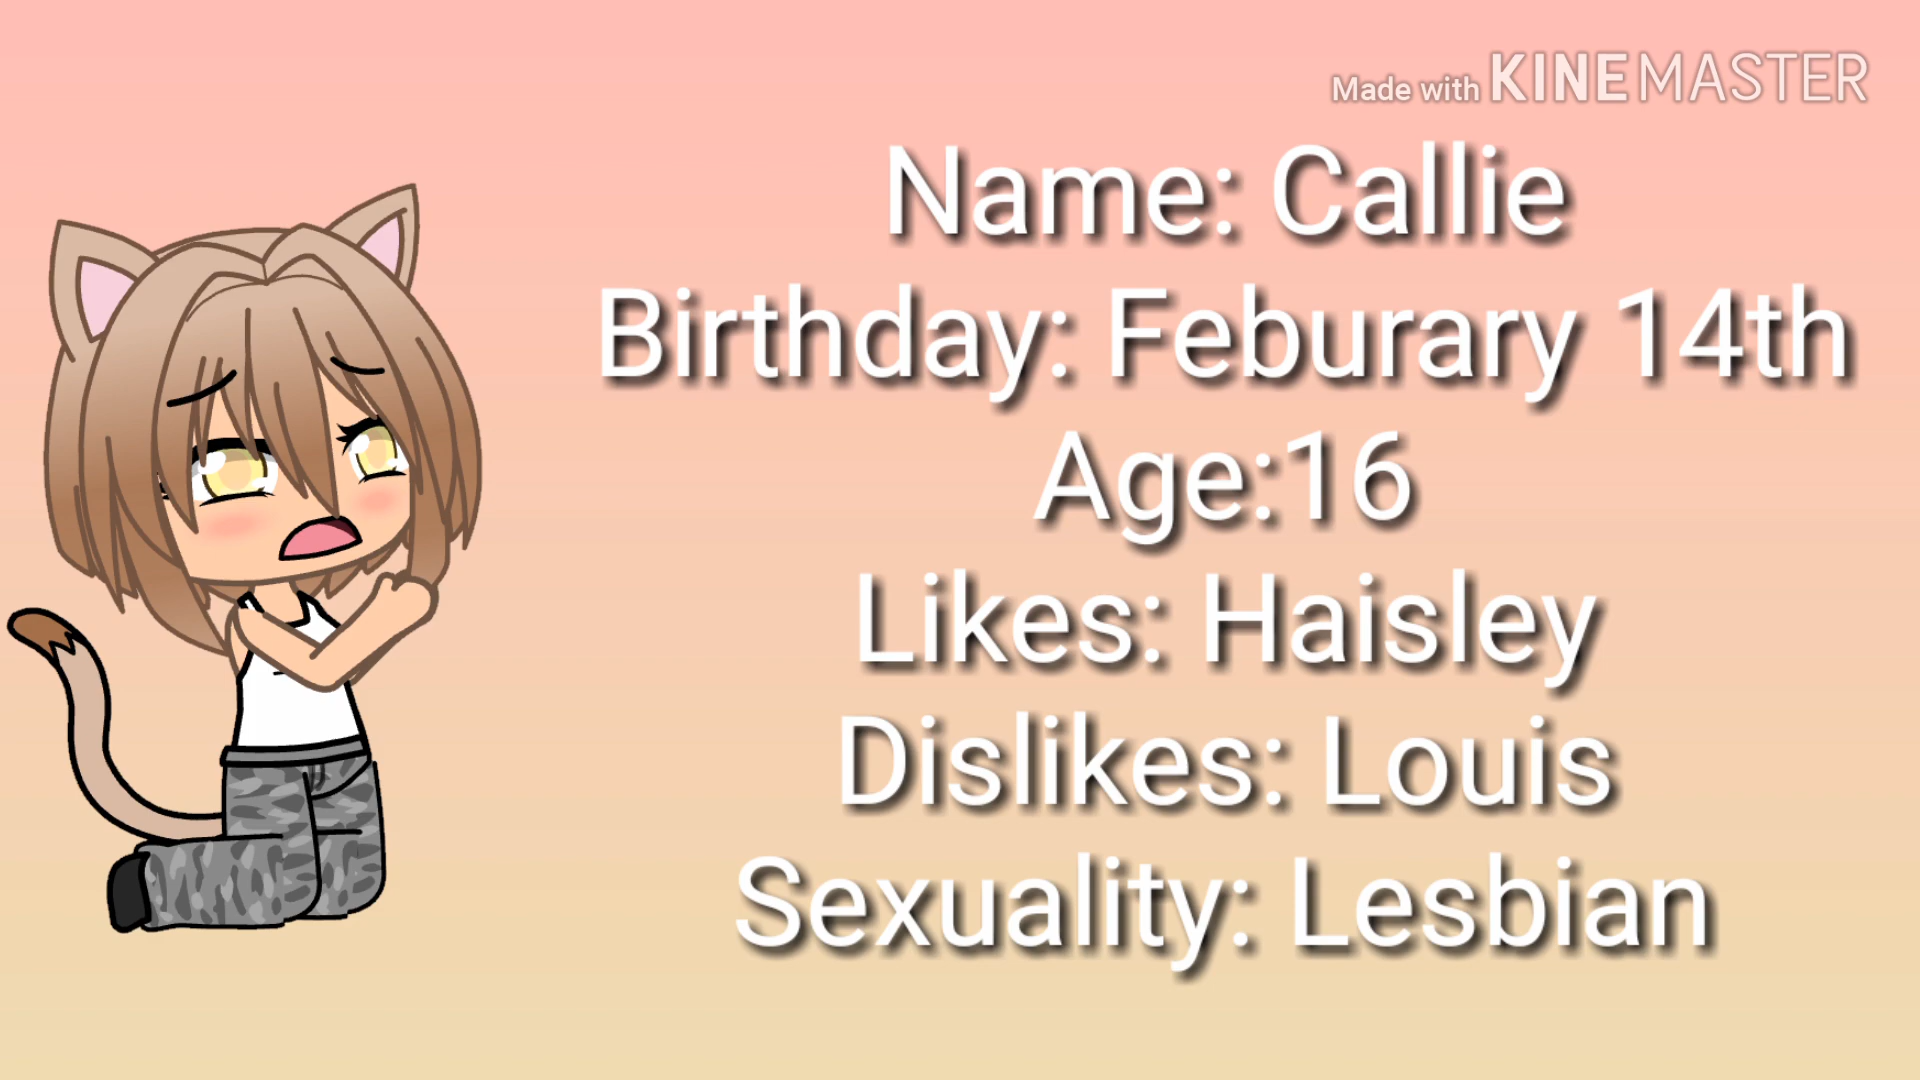 Made with KINEMASTER
Name: Callie
Birthday: Feburary 14th
Age:16
Likes: Haisley
Dislikes: Louis
Sexuality: Lesbian